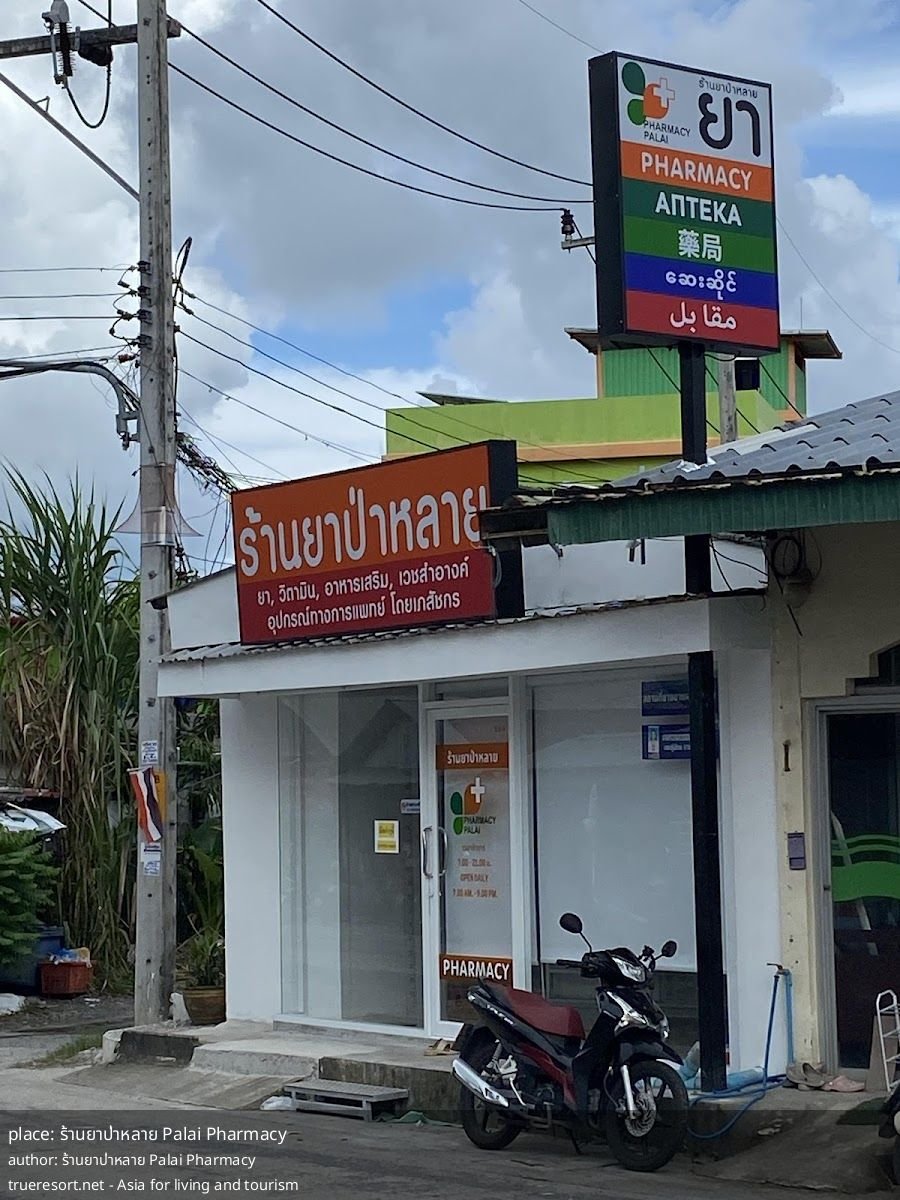 ร้านยาป่าหลาย
ยา
PHARMACY
PALAI
PHARMACY
АПТЕКА
藥局
ဆေးဆိုင်
مقابل
ร้านยาป่าหลาย
ยา, วิตามิน, อาหารเสริม, เวชสำอางค์
อุปกรณ์ทางการแพทย์ โดยเภสัชกร
ร้านยาป่าหลาย
PHARMACY
PALAI
7.00 - 21.00 น.
OPEN DAILY
7.00 AM. - 9.00 PM.
PHARMACY
place: ร้านยาป่าหลาย Palai Pharmacy
author: ร้านยาป่าหลาย Palai Pharmacy
trueresort.net - Asia for living and tourism